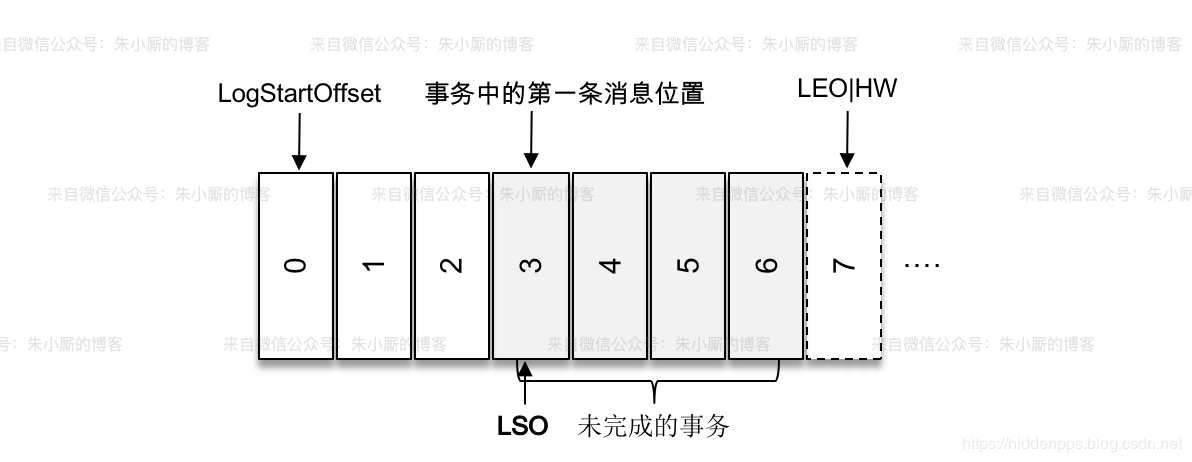 来自微信公众号：朱小厮的博客 来自微信公众号：朱小厮的博客 来自微信公众号：朱小厮的博客 来自微信公众号：朱小厮的博客
LogStartOffset 事务中的第一条消息位置 LEO|HW
来自微信公众号：朱小厮的博客 来自微信公众号：朱小厮的博客 来自微信公众号：朱小厮的博客 来自微信公众号：朱小厮
0 1 2 3 4 5 6 7 ....
号：朱小厮的博客 来自微信公众号：朱小厮的博客 来自微信公众号：朱小厮的博客 来自微信公众号：朱小厮的博客
LSO 未完成的事务
https://hiddenpps.blog.csdn.net